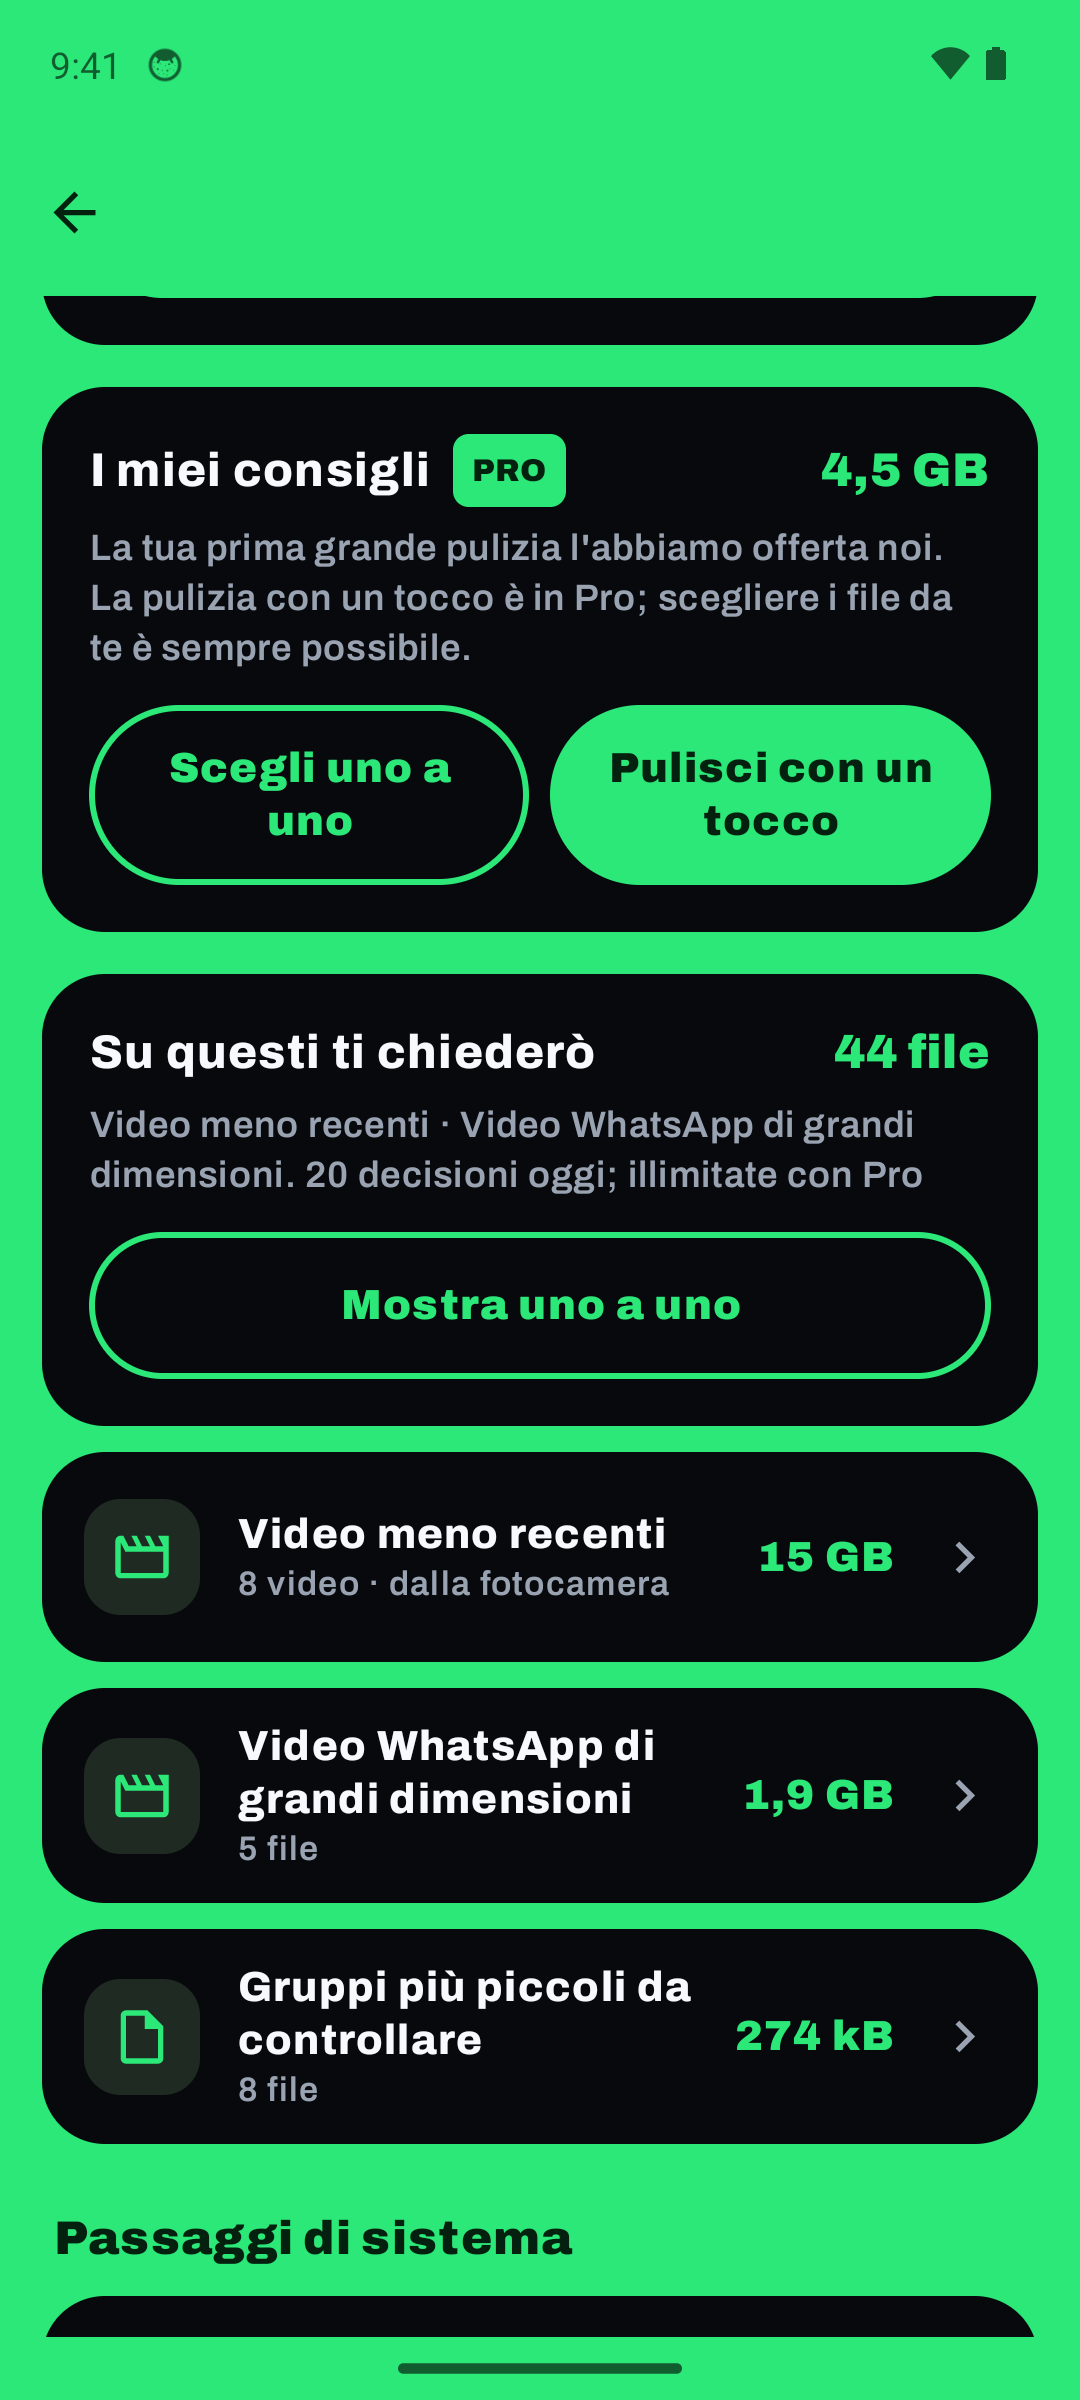 9:41
I miei consigli PRO 4,5 GB
La tua prima grande pulizia l'abbiamo offerta noi.
La pulizia con un tocco è in Pro; scegliere i file da
te è sempre possibile.
Scegli uno a
uno
Pulisci con un
tocco
Su questi ti chiederò 44 file
Video meno recenti · Video WhatsApp di grandi
dimensioni. 20 decisioni oggi; illimitate con Pro
Mostra uno a uno
Video meno recenti
8 video · dalla fotocamera
15 GB
Video WhatsApp di
grandi dimensioni
5 file
1,9 GB
Gruppi più piccoli da
controllare
8 file
274 kB
Passaggi di sistema